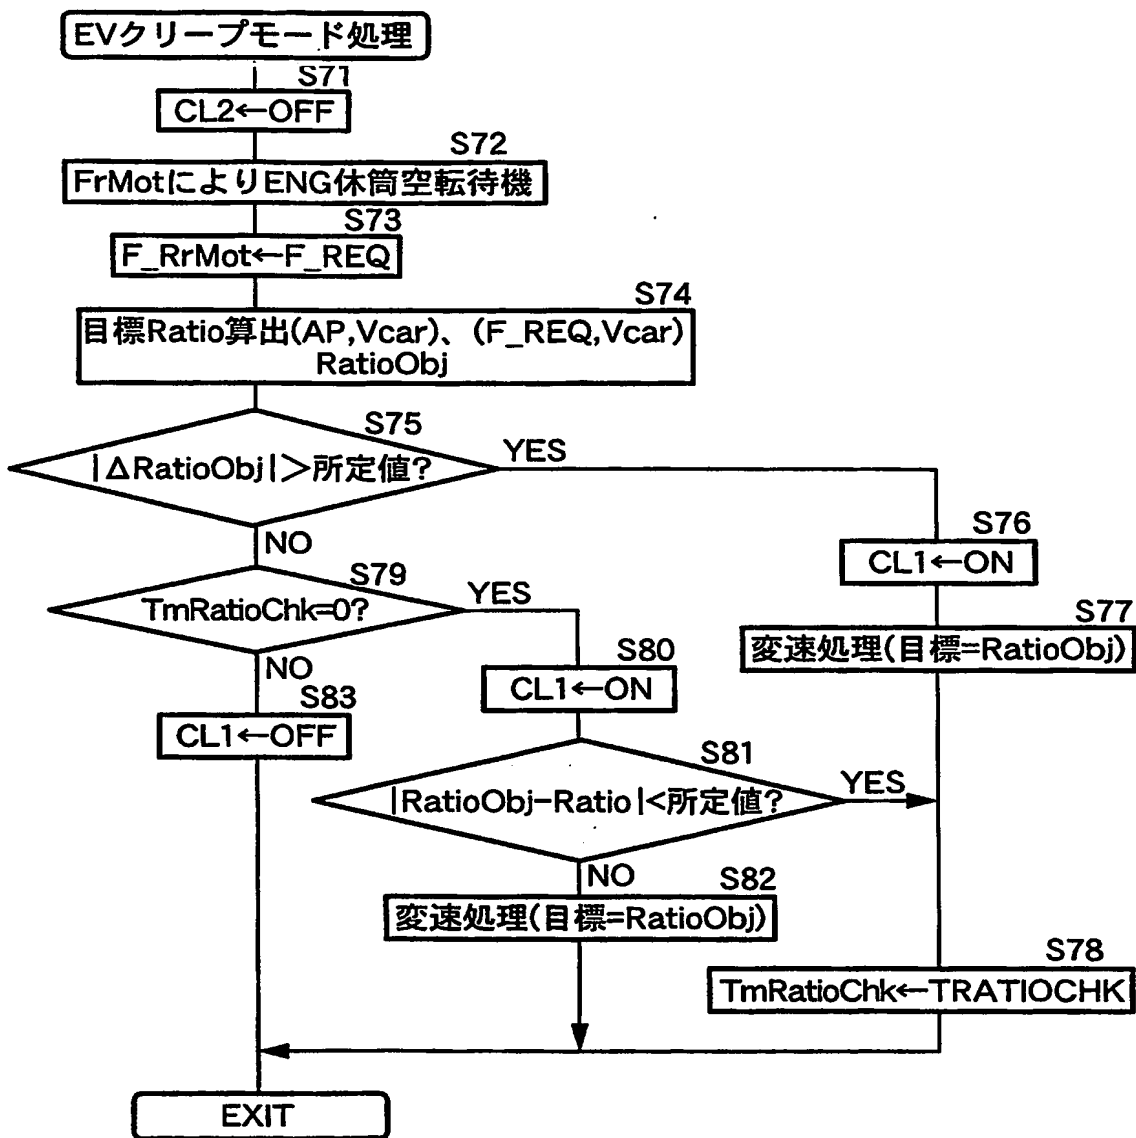 EVクリープモード処理
S71
CL2←OFF
S72
FrMotによりENG休筒空転待機
S73
F_RrMot←F_REQ
S74
目標Ratio算出(AP,Vcar)、(F_REQ,Vcar)
RatioObj
S75
|ΔRatioObj|>所定値?
YES
NO
S76
CL1←ON
S77
変速処理(目標=RatioObj)
S79
TmRatioChk=0?
YES
NO
S80
CL1←ON
S83
CL1←OFF
S81
|RatioObj-Ratio|<所定値?
YES
NO
S82
変速処理(目標=RatioObj)
S78
TmRatioChk←TRATIOCHK
EXIT